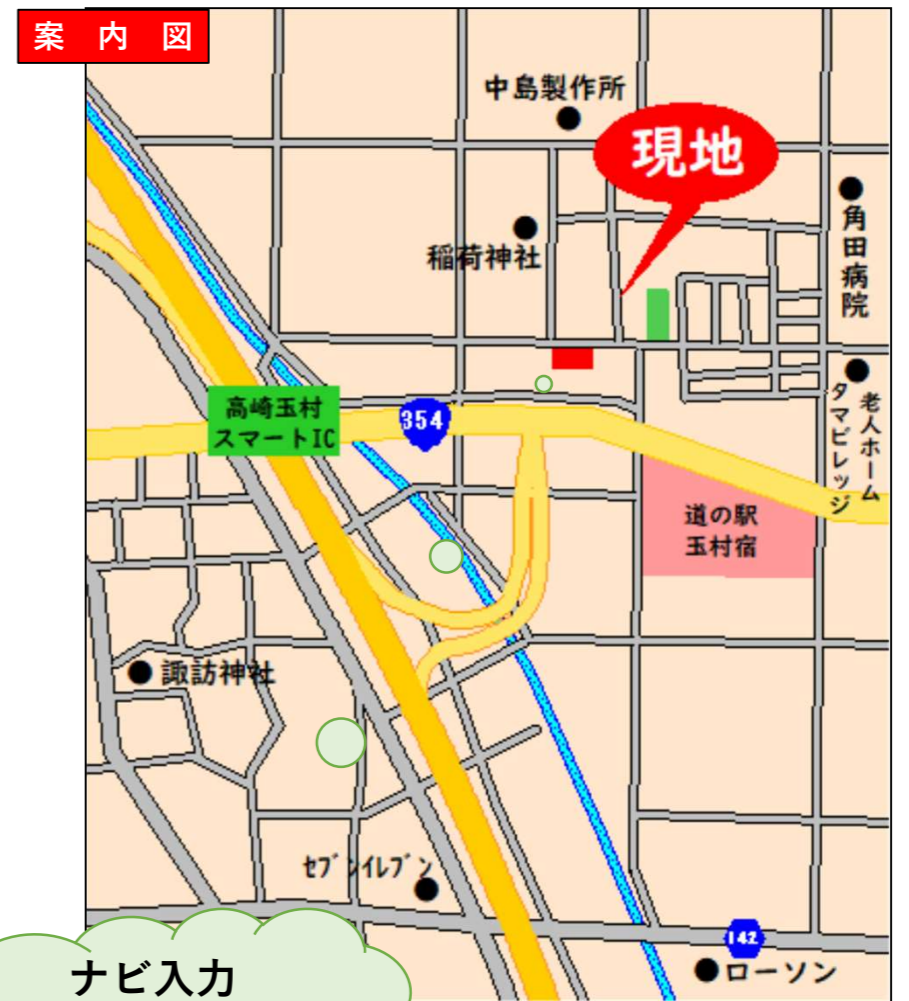 案 内 図
中島製作所
現地
稲荷神社
角田病院
高崎玉村
スマートIC
354
老人ホーム
タマビレッジ
道の駅
玉村宿
諏訪神社
ｾﾌﾞﾝｲﾚﾌﾞﾝ
142
ローソン
ナビ入力